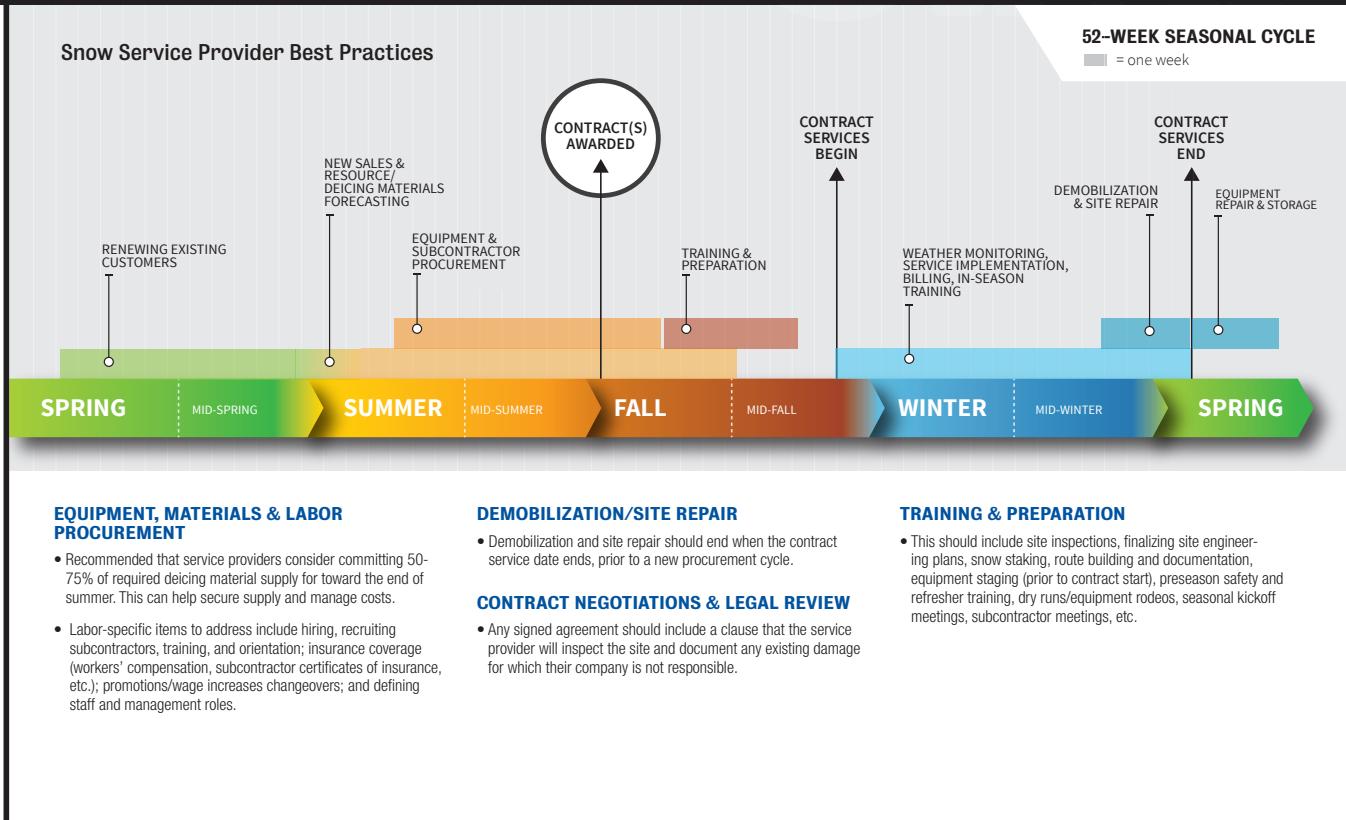 Snow Service Provider Best Practices
52-WEEK SEASONAL CYCLE
= one week
CONTRACT(S)
AWARDED
CONTRACT
SERVICES
BEGIN
CONTRACT
SERVICES
END
NEW SALES &
RESOURCE/
DEICING MATERIALS
FORECASTING
DEMOBILIZATION
& SITE REPAIR
EQUIPMENT
REPAIR & STORAGE
RENEWING EXISTING
CUSTOMERS
EQUIPMENT &
SUBCONTRACTOR
PROCUREMENT
TRAINING &
PREPARATION
WEATHER MONITORING,
SERVICE IMPLEMENTATION,
BILLING, IN-SEASON
TRAINING
SPRING
MID-SPRING
SUMMER
MID-SUMMER
FALL
MID-FALL
WINTER
MID-WINTER
SPRING
EQUIPMENT, MATERIALS & LABOR
PROCUREMENT
• Recommended that service providers consider committing 50-
75% of required deicing material supply for toward the end of
summer. This can help secure supply and manage costs.
• Labor-specific items to address include hiring, recruiting
subcontractors, training, and orientation; insurance coverage
(workers’ compensation, subcontractor certificates of insurance,
etc.); promotions/wage increases changeovers; and defining
staff and management roles.
DEMOBILIZATION/SITE REPAIR
• Demobilization and site repair should end when the contract
service date ends, prior to a new procurement cycle.
CONTRACT NEGOTIATIONS & LEGAL REVIEW
• Any signed agreement should include a clause that the service
provider will inspect the site and document any existing damage
for which their company is not responsible.
TRAINING & PREPARATION
• This should include site inspections, finalizing site engineer-
ing plans, snow staking, route building and documentation,
equipment staging (prior to contract start), preseason safety and
refresher training, dry runs/equipment rodeos, seasonal kickoff
meetings, subcontractor meetings, etc.